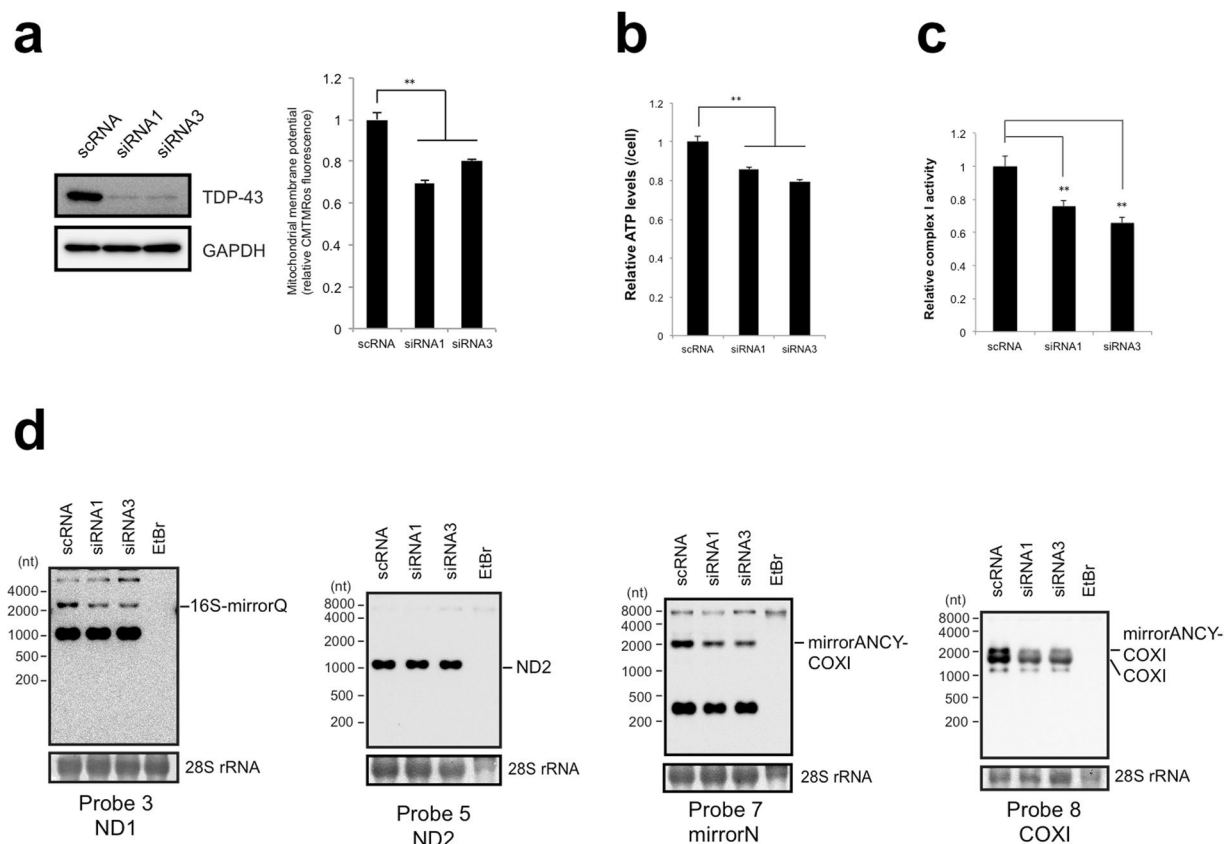 a
scRNA
siRNA1
siRNA3
TDP-43
GAPDH
Mitochondrial membrane potential
(relative CMTMRos fluorescence)
1.2
1
0.8
0.6
0.4
0.2
0
**
scRNA siRNA1 siRNA3
b
Relative ATP levels (/cell)
1.2
1
0.8
0.6
0.4
0.2
0
**
scRNA siRNA1 siRNA3
c
Relative complex I activity
1.2
1
0.8
0.6
0.4
0.2
0
**
**
scRNA siRNA1 siRNA3
d
scRNA
siRNA1
siRNA3
EtBr
(nt)
4000
2000
1000
500
200
16S-mirrorQ
28S rRNA
Probe 3
ND1
scRNA
siRNA1
siRNA3
EtBr
(nt)
8000
4000
2000
1000
500
200
ND2
28S rRNA
Probe 5
ND2
scRNA
siRNA1
siRNA3
EtBr
(nt)
8000
4000
2000
1000
500
200
mirrorANCY-
COXI
28S rRNA
Probe 7
mirrorN
scRNA
siRNA1
siRNA3
EtBr
(nt)
8000
4000
2000
1000
500
200
mirrorANCY-
COXI
COXI
28S rRNA
Probe 8
COXI